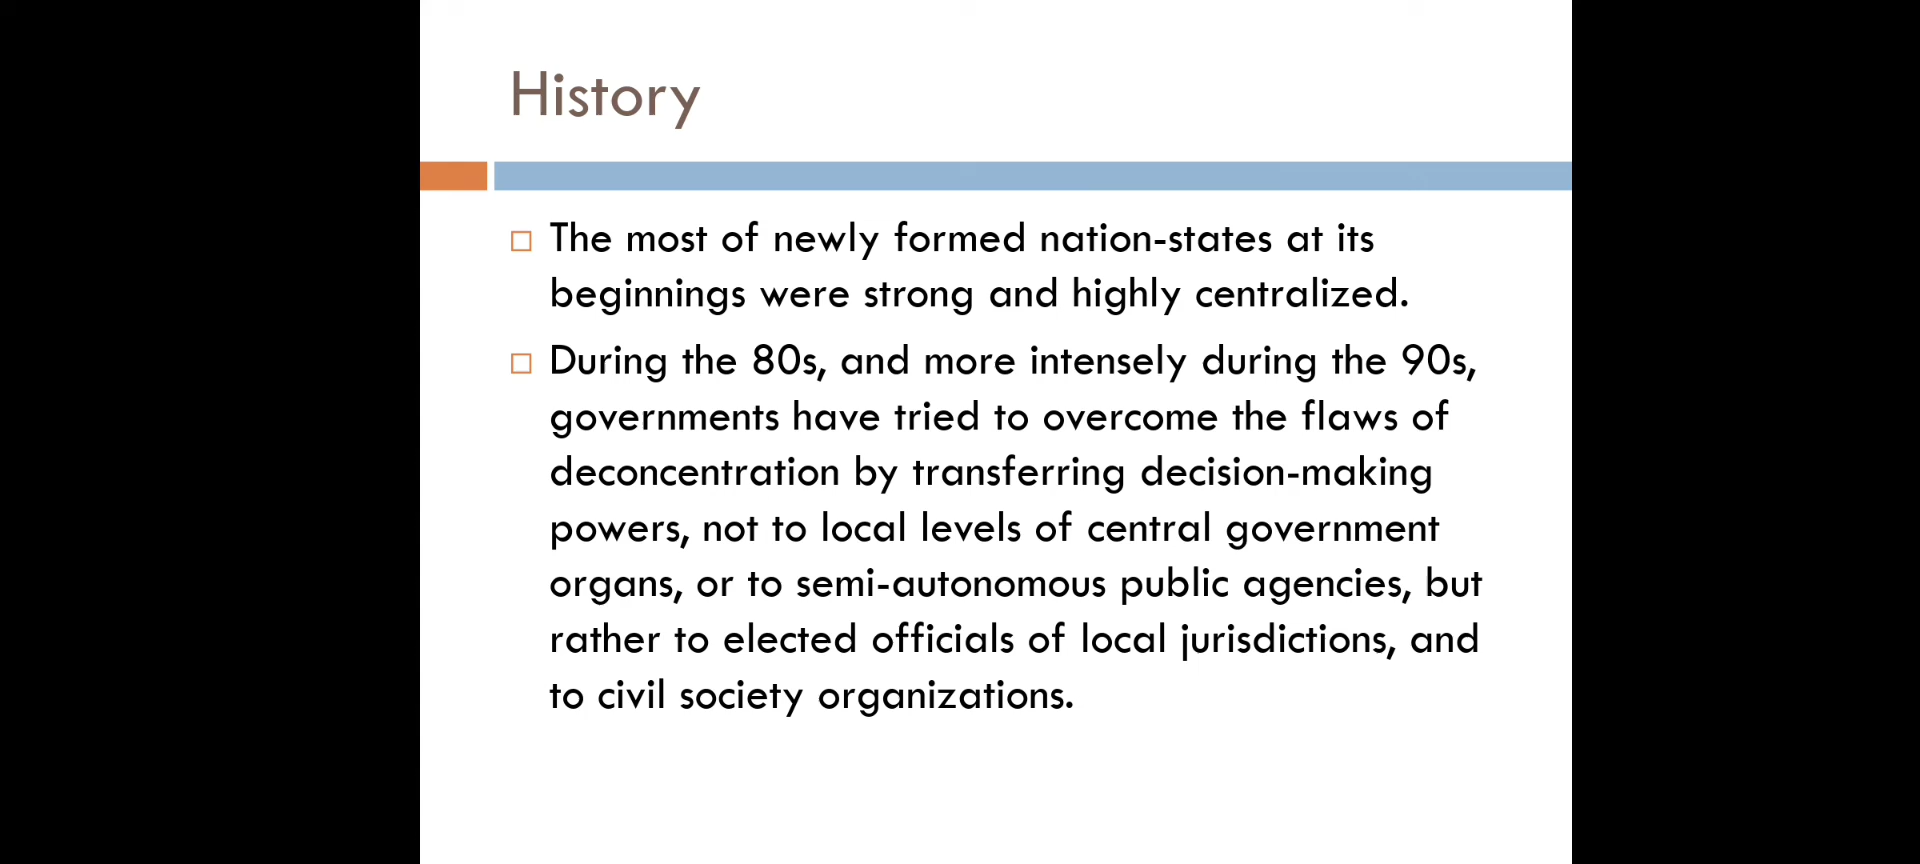 History
The most of newly formed nation-states at its
beginnings were strong and highly centralized.
During the 80s, and more intensely during the 90s,
governments have tried to overcome the flaws of
deconcentration by transferring decision-making
powers, not to local levels of central government
organs, or to semi-autonomous public agencies, but
rather to elected officials of local jurisdictions, and
to civil society organizations.